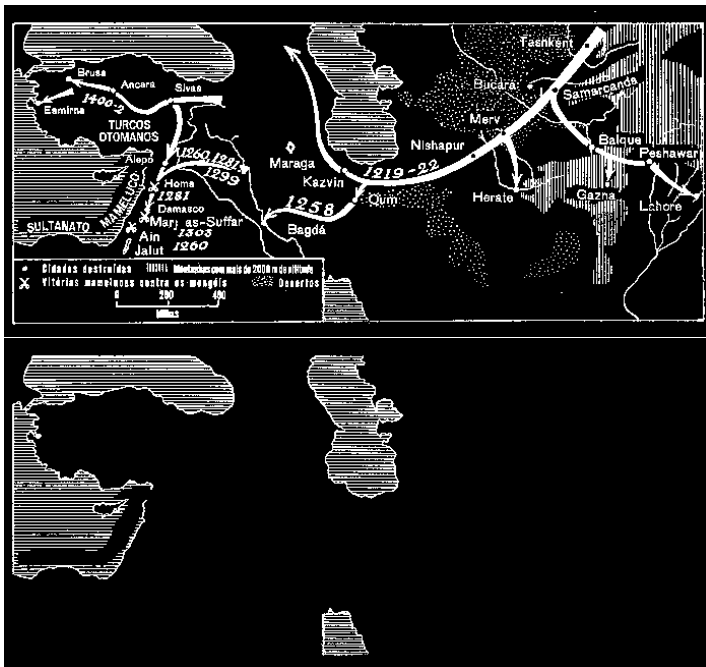 Tashkent
Bucara
Samarcanda
Brusa
Ancara
Sivas
Esmirna
1400-2
TURCOS
OTOMANOS
Merv
Nishapur
Balque
Peshawar
Alepo
1260
1281
1299
Maraga
Kazvin
1219-22
Qum
Herate
Gazna
Lahore
Homa
1281
MAMELUCO
Damasco
1258
Bagdá
SULTANATO
Marj as-Suffar
1303
Ain
Jalut
1260
Cidades destruídas
Montanhas com mais de 2000 m de altitude
Vitórias mamelucas contra os mongóis
Desertos
0 200 400
Milhas